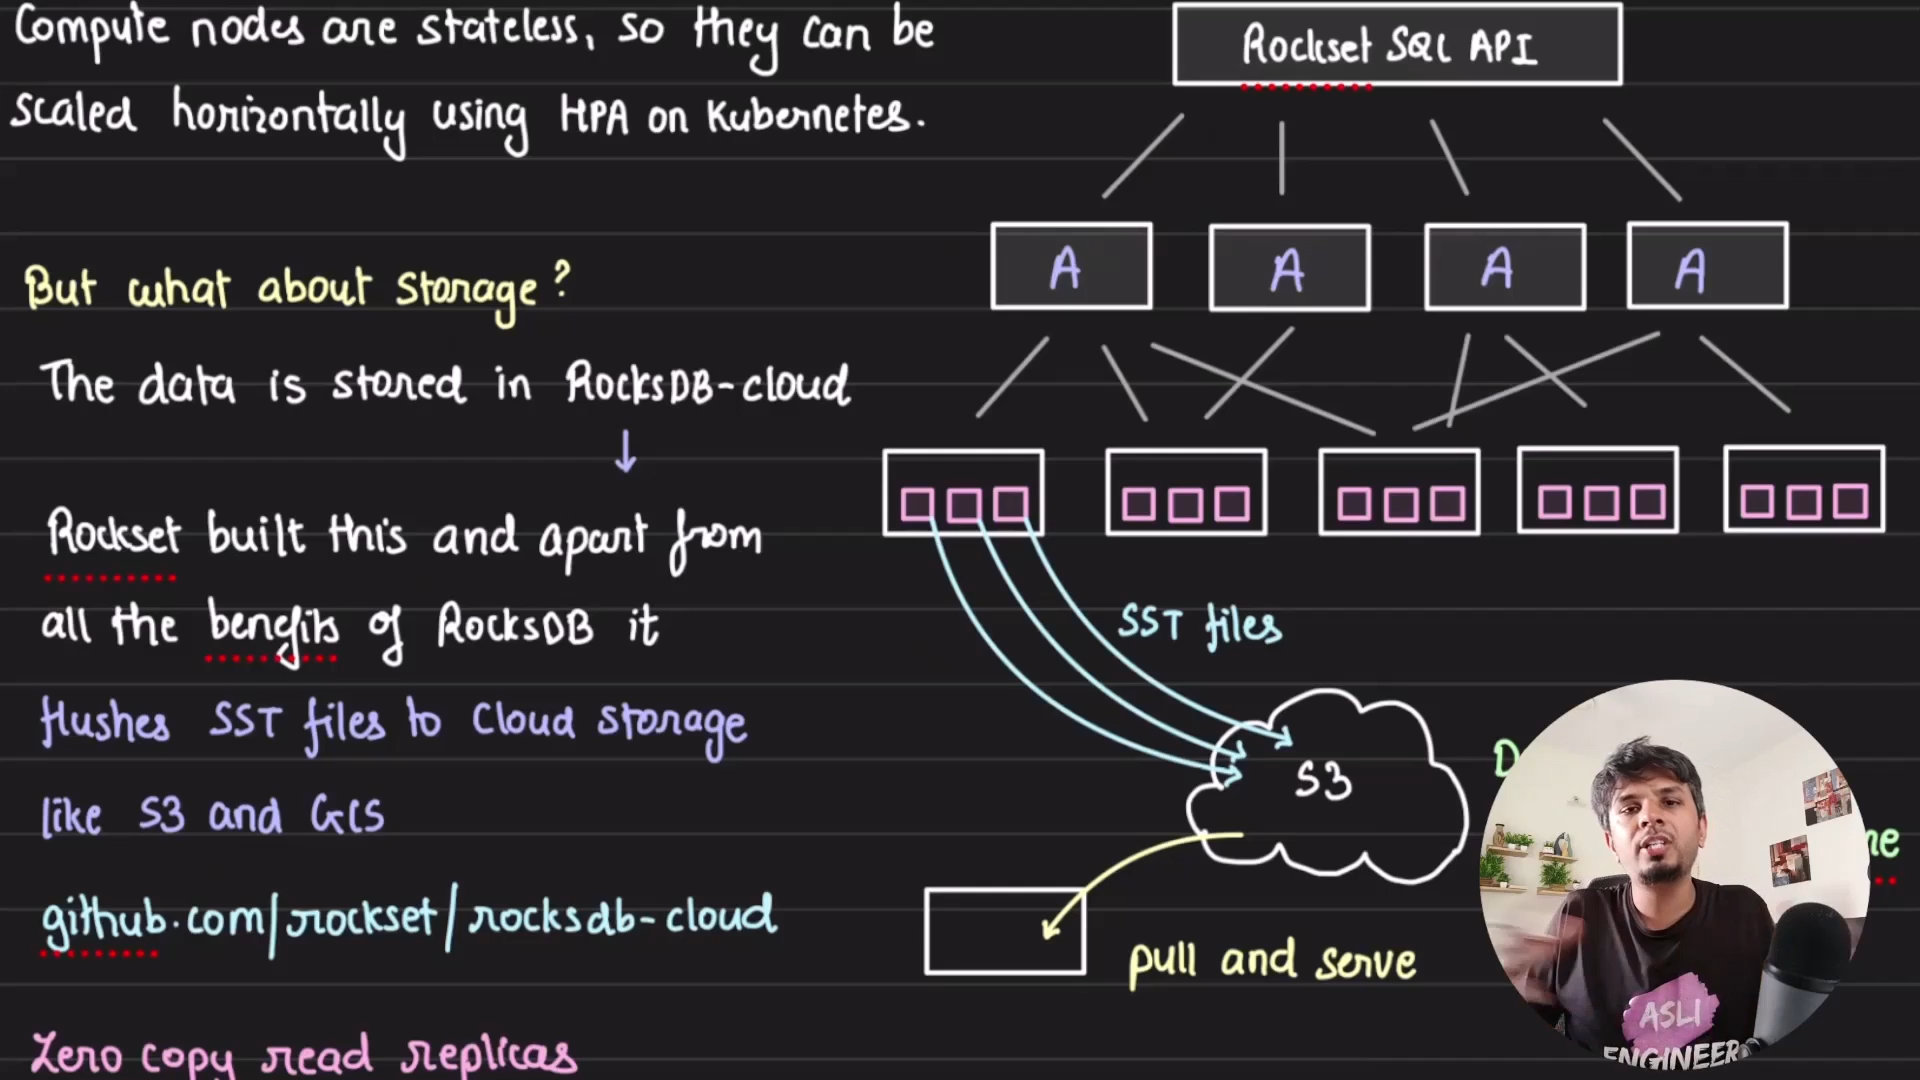 Compute nodes are stateless, so they can be
scaled horizontally using HPA on Kubernetes.
But what about storage?
The data is stored in RocksDB-cloud
↓
Rockset built this and apart from
all the benefits of RocksDB it
flushes SST files to Cloud storage
like S3 and GCS
github.com/rockset/rocksdb-cloud
Zero copy read replicas
Rockset SQL API
A A A A
SST files
S3
D
ne
pull and serve
ASLI
ENGINEER